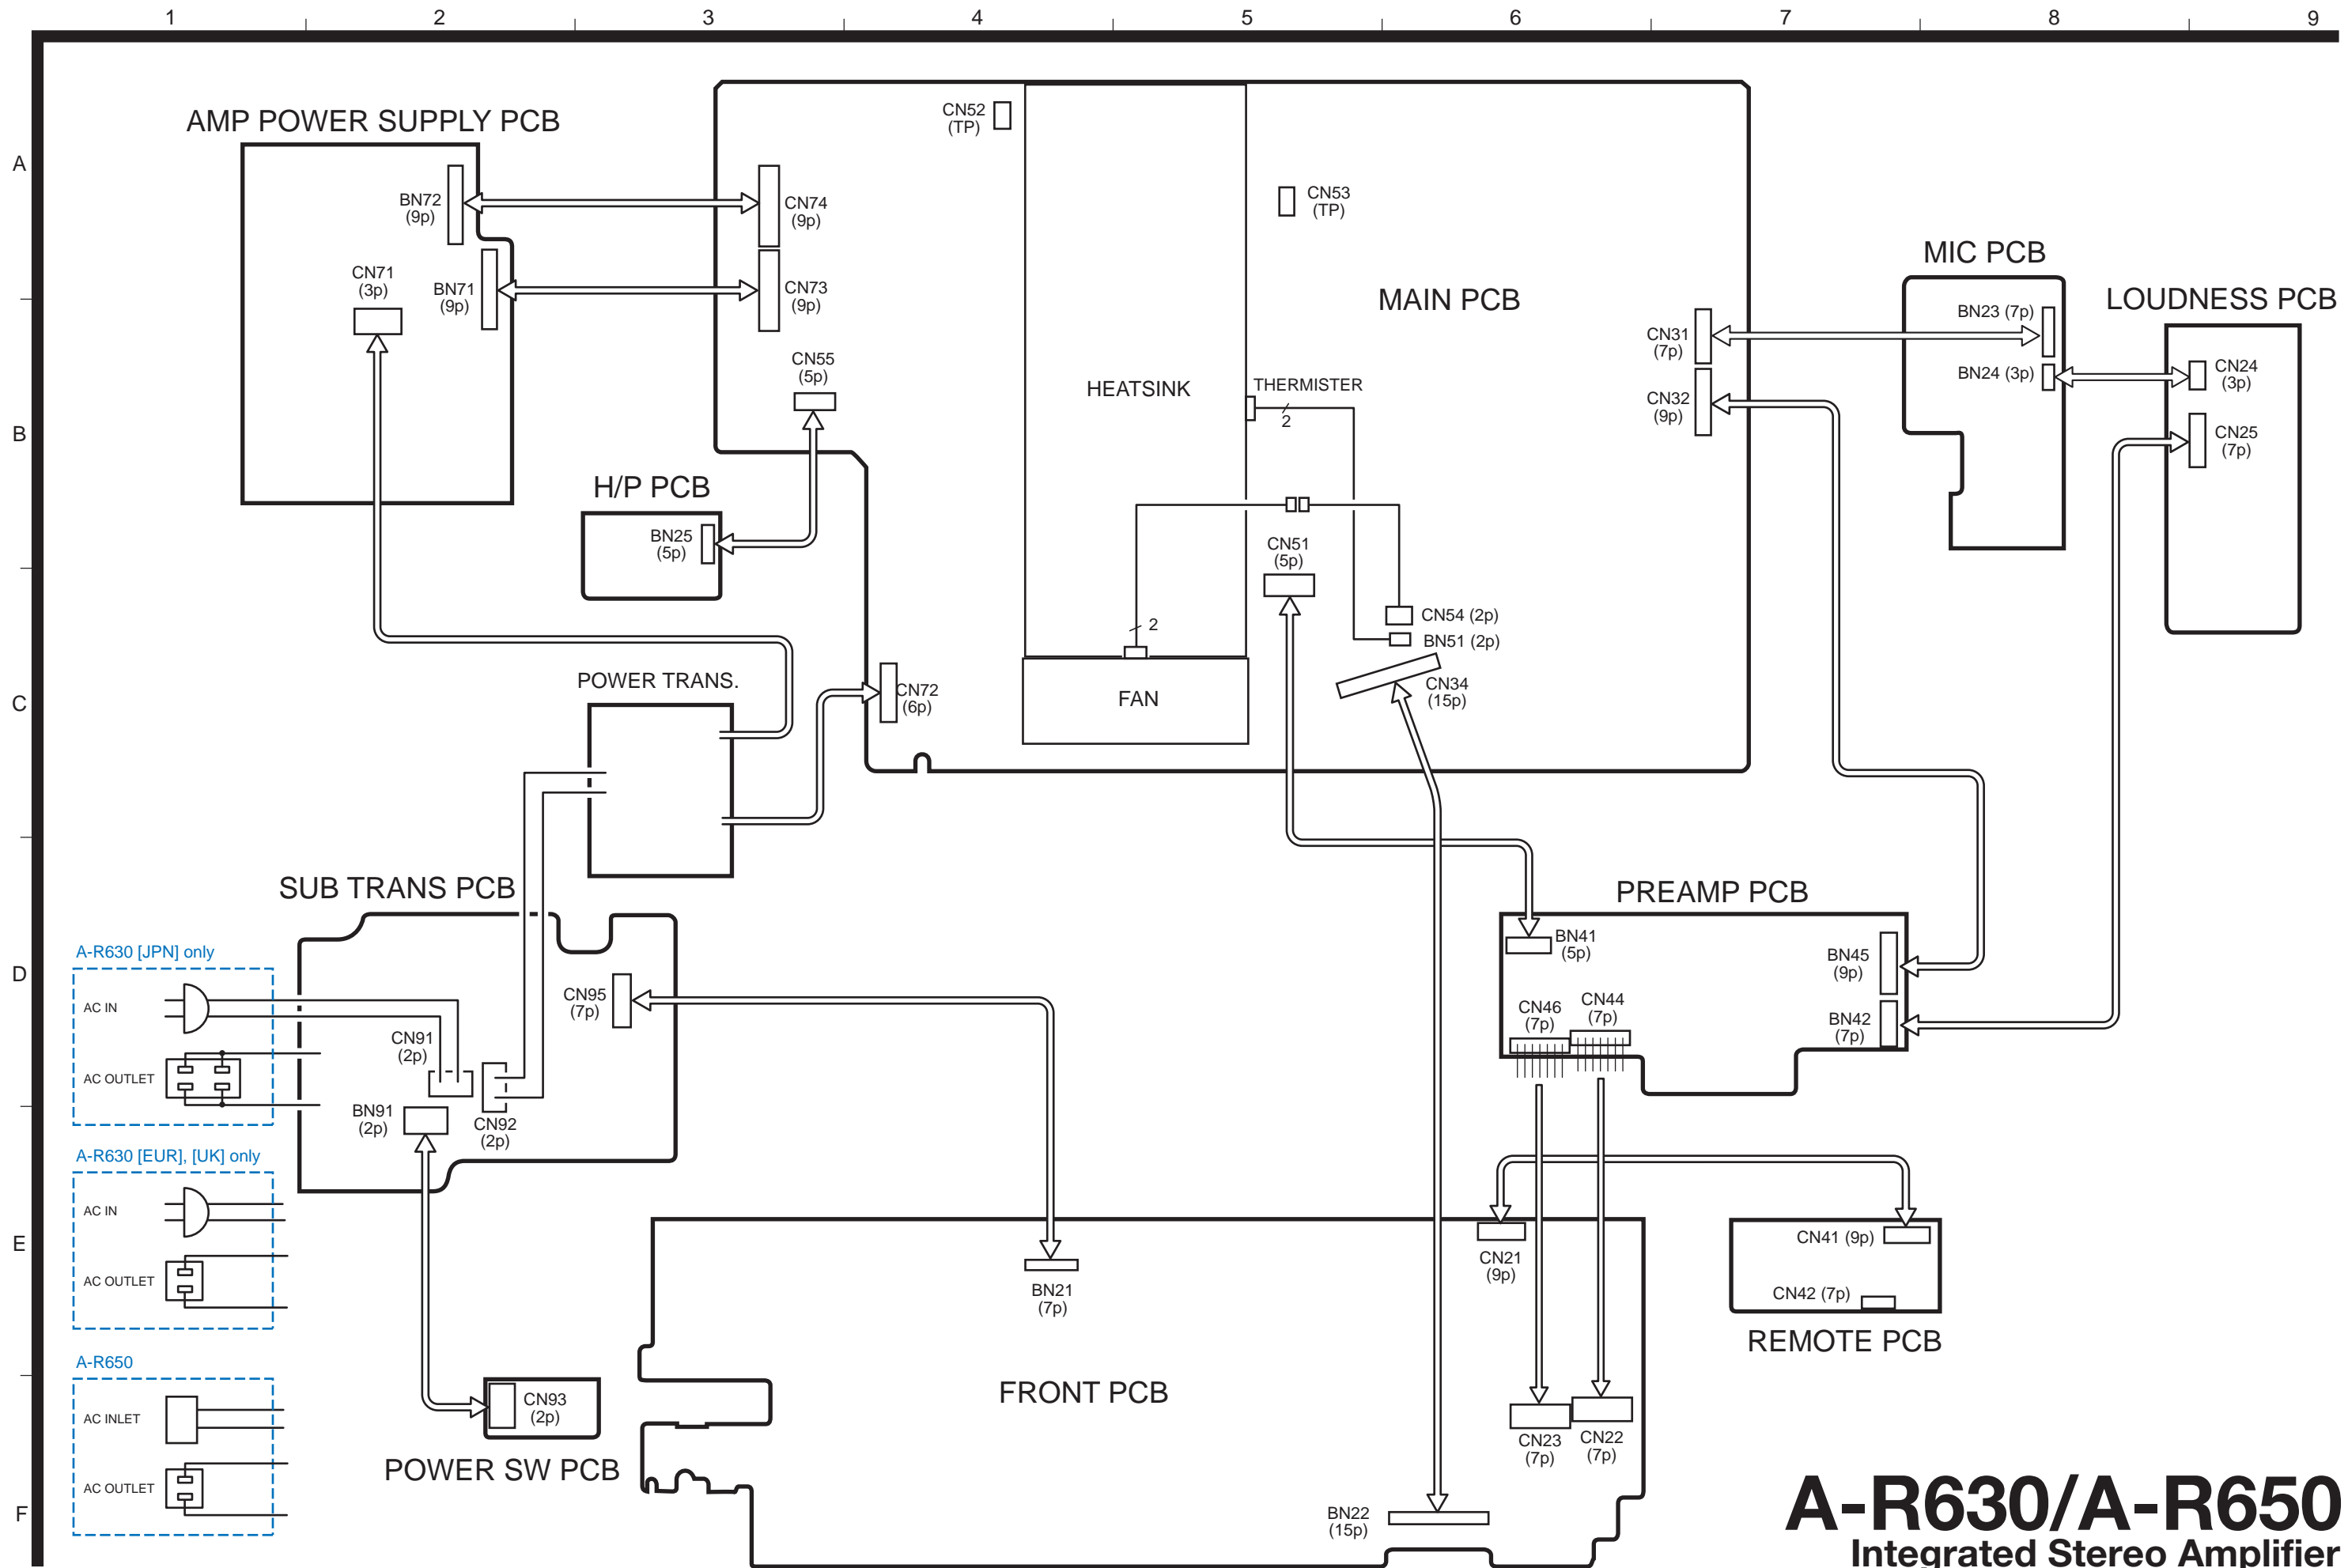 1 2 3 4 5 6 7 8 9
A
B
C
D
E
F
AMP POWER SUPPLY PCB
BN72
(9p)
CN71
(3p)
BN71
(9p)
CN74
(9p)
CN73
(9p)
CN55
(5p)
H/P PCB
BN25
(5p)
CN52
(TP)
CN53
(TP)
MAIN PCB
HEATSINK
THERMISTER
2
2
FAN
CN51
(5p)
CN54 (2p)
BN51 (2p)
CN34
(15p)
CN72
(6p)
CN31
(7p)
CN32
(9p)
MIC PCB
BN23 (7p)
BN24 (3p)
LOUDNESS PCB
CN24
(3p)
CN25
(7p)
POWER TRANS.
SUB TRANS PCB
CN95
(7p)
CN91
(2p)
BN91
(2p)
CN92
(2p)
A-R630 [JPN] only
AC IN
AC OUTLET
A-R630 [EUR], [UK] only
AC IN
AC OUTLET
A-R650
AC INLET
AC OUTLET
CN93
(2p)
POWER SW PCB
PREAMP PCB
BN41
(5p)
BN45
(9p)
CN46
(7p)
CN44
(7p)
BN42
(7p)
BN21
(7p)
CN21
(9p)
CN41 (9p)
CN42 (7p)
REMOTE PCB
FRONT PCB
CN23
(7p)
CN22
(7p)
BN22
(15p)
A-R630/A-R650
Integrated Stereo Amplifier